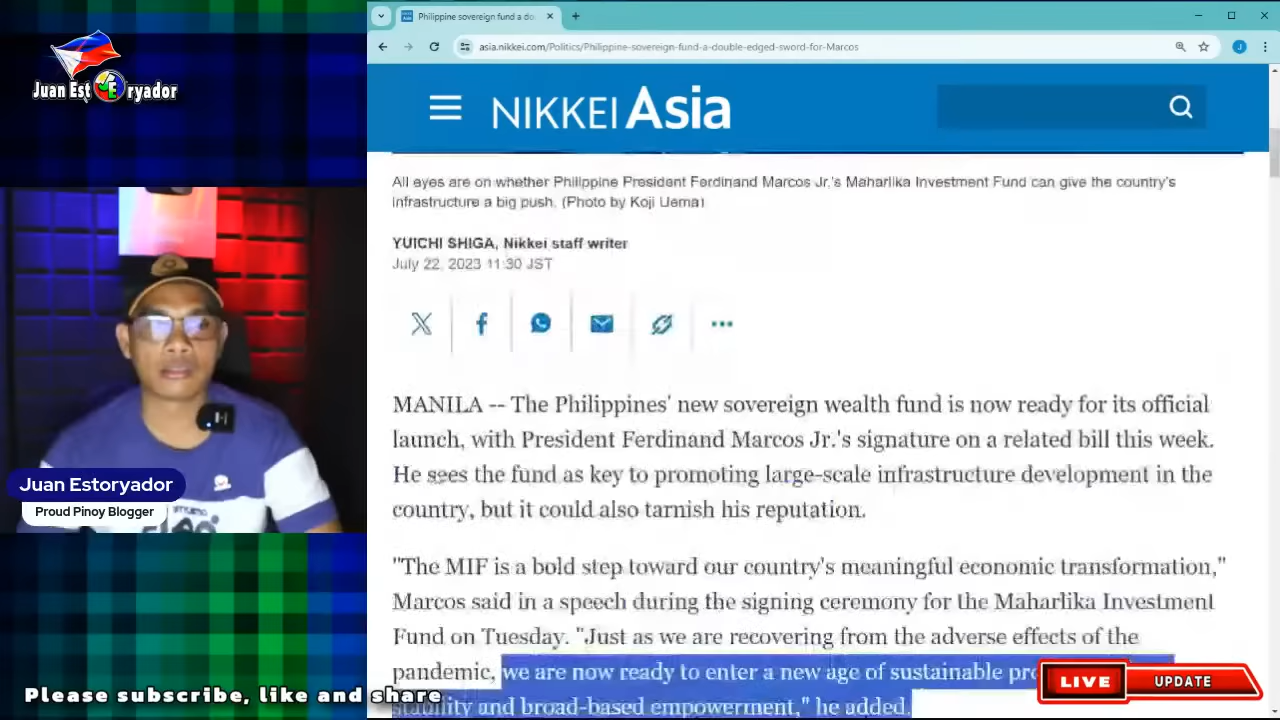 Philippine sovereign fund a do
asia.nikkei.com/Politics/Philippine-sovereign-fund-a-double-edged-sword-for-Marcos
J
NIKKEI Asia
Juan Est E ryador
All eyes are on whether Philippine President Ferdinand Marcos Jr.'s Maharlika Investment Fund can give the country's
infrastructure a big push. (Photo by Koji Uema)
YUICHI SHIGA, Nikkei staff writer
July 22, 2023 11:30 JST
MANILA -- The Philippines' new sovereign wealth fund is now ready for its official
launch, with President Ferdinand Marcos Jr.'s signature on a related bill this week.
He sees the fund as key to promoting large-scale infrastructure development in the
country, but it could also tarnish his reputation.
"The MIF is a bold step toward our country's meaningful economic transformation,"
Marcos said in a speech during the signing ceremony for the Maharlika Investment
Fund on Tuesday. "Just as we are recovering from the adverse effects of the
pandemic, we are now ready to enter a new age of sustainable pro
stability and broad-based empowerment," he added.
Juan Estoryador
Proud Pinoy Blogger
Please subscribe, like and share
LIVE UPDATE